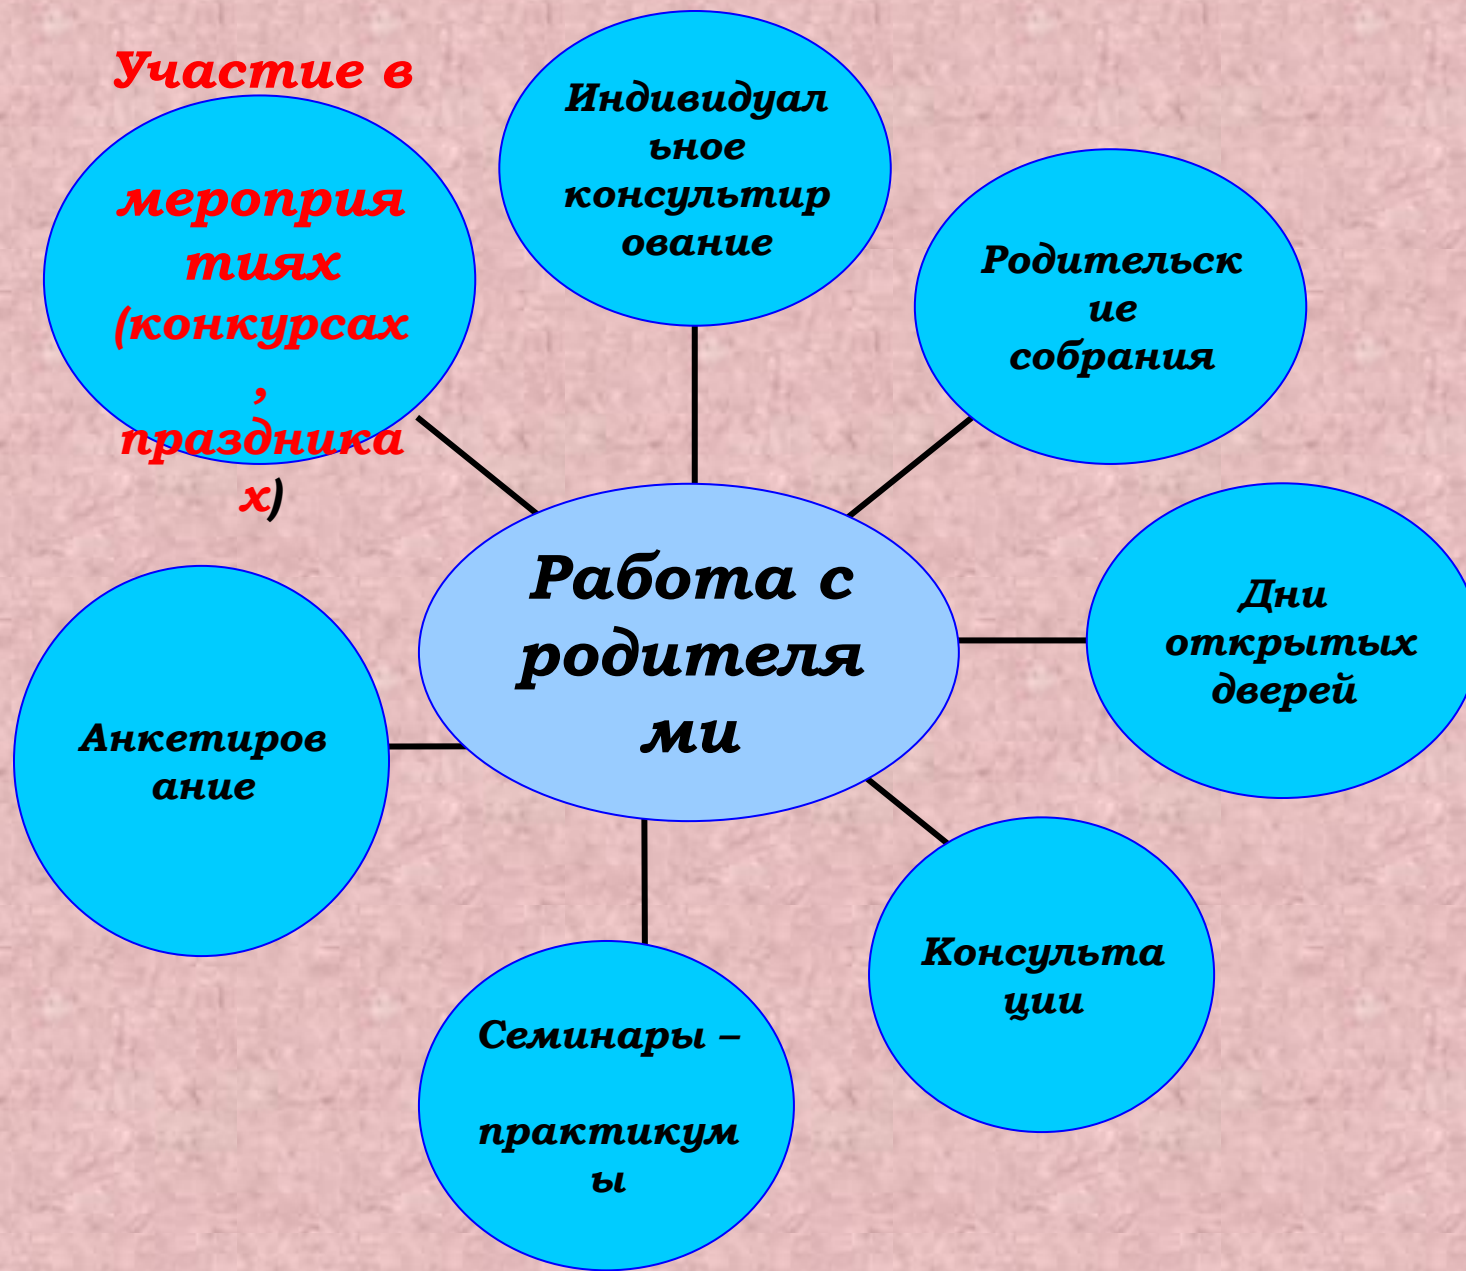 Участие в
мероприя
тиях
(конкурсах
,
праздника
х)
Индивидуал
ьное
консультир
ование
Родительск
ие
собрания
Дни
открытых
дверей
Работа с
родителя
ми
Анкетиров
ание
Консульта
ции
Семинары –
практикум
ы